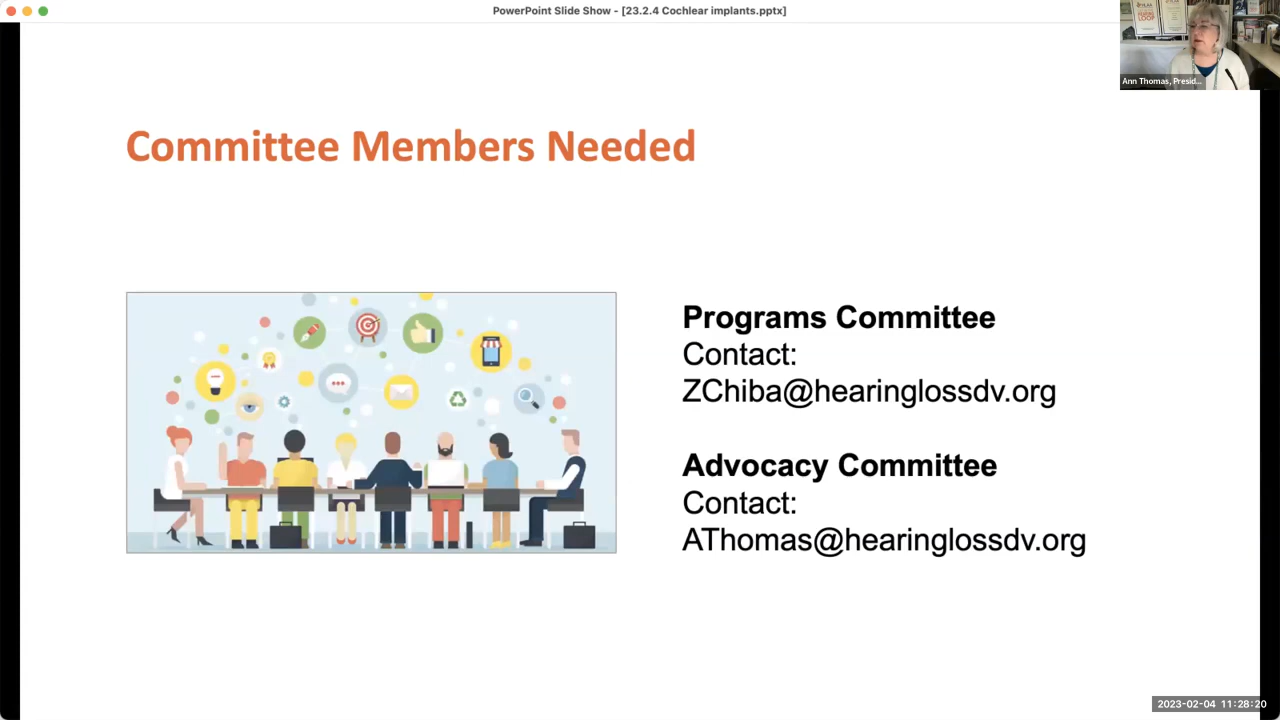 PowerPoint Slide Show - [23.2.4 Cochlear implants.pptx]
LOOP
Ann Thomas, Presid...
Committee Members Needed
Programs Committee
Contact:
ZChiba@hearinglossdv.org
Advocacy Committee
Contact:
AThomas@hearinglossdv.org
2023-02-04 11:28:20